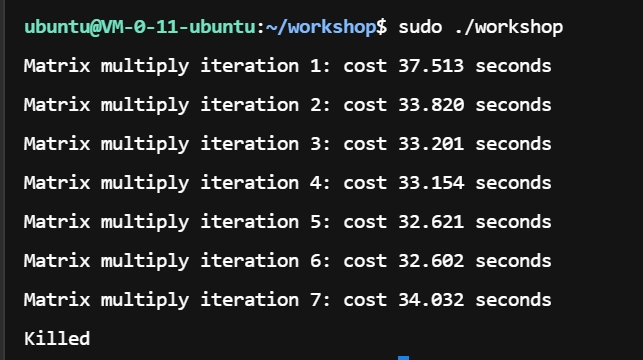 ubuntu@VM-0-11-ubuntu:~/workshop$ sudo ./workshop
Matrix multiply iteration 1: cost 37.513 seconds
Matrix multiply iteration 2: cost 33.820 seconds
Matrix multiply iteration 3: cost 33.201 seconds
Matrix multiply iteration 4: cost 33.154 seconds
Matrix multiply iteration 5: cost 32.621 seconds
Matrix multiply iteration 6: cost 32.602 seconds
Matrix multiply iteration 7: cost 34.032 seconds
Killed